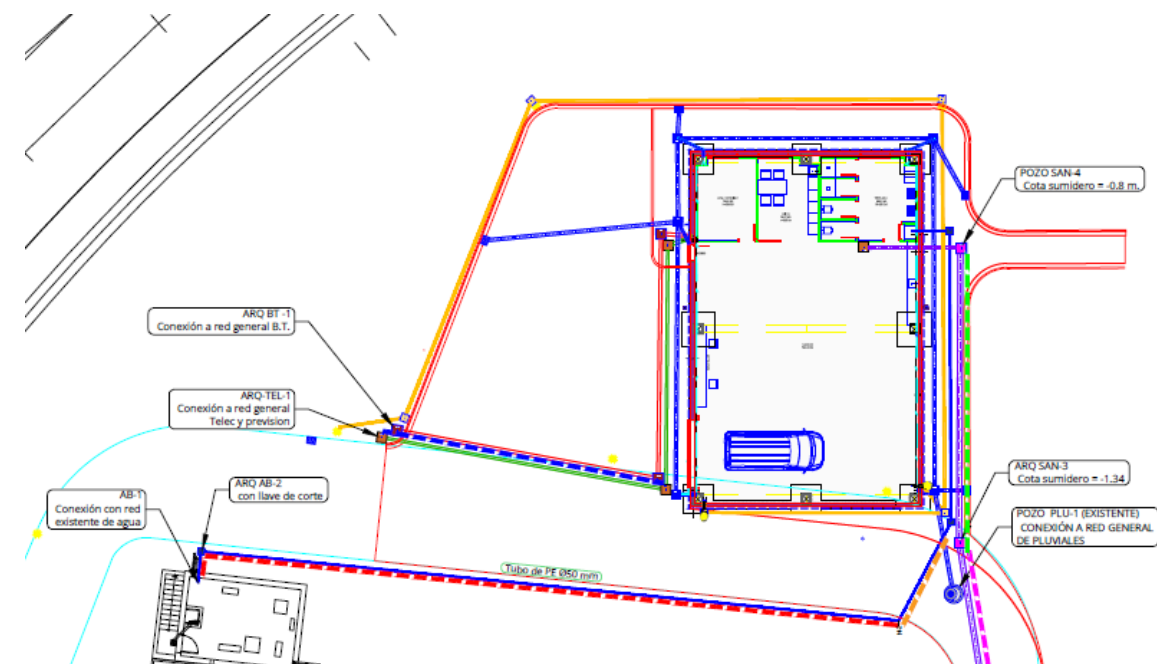 POZO SAN-4
Cota sumidero = -0.8 m.
ARQ BT -1
Conexión a red general B.T.
ARQ-TEL-1
Conexión a red general
Telec y prevision
ARQ SAN-3
Cota sumidero = -1.34
ARQ AB-2
con llave de corte
AB-1
Conexión con red
existente de agua
POZO PLU-1 (EXISTENTE)
CONEXIÓN A RED GENERAL
DE PLUVIALES
Tubo de PE Ø50 mm